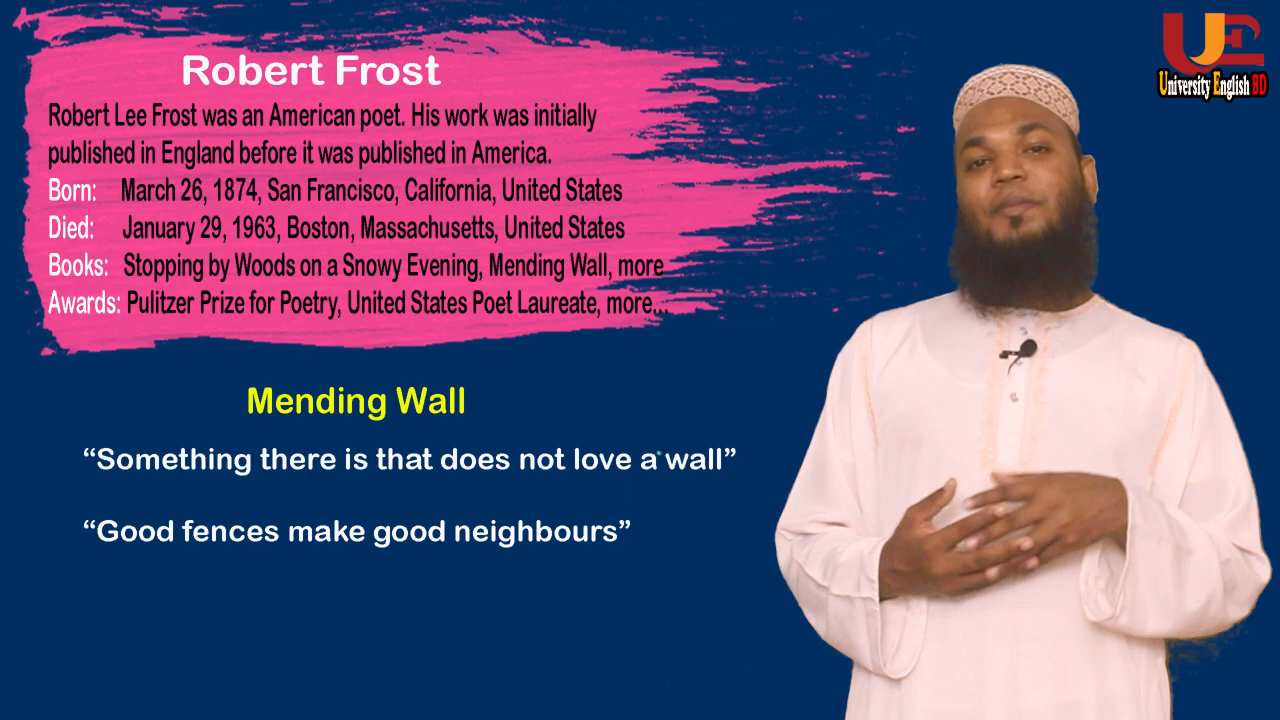 Robert Frost
Robert Lee Frost was an American poet. His work was initially
published in England before it was published in America.
Born: March 26, 1874, San Francisco, California, United States
Died: January 29, 1963, Boston, Massachusetts, United States
Books: Stopping by Woods on a Snowy Evening, Mending Wall, more
Awards: Pulitzer Prize for Poetry, United States Poet Laureate, more...
Mending Wall
“Something there is that does not love a wall”
“Good fences make good neighbours”
UE
University English BD